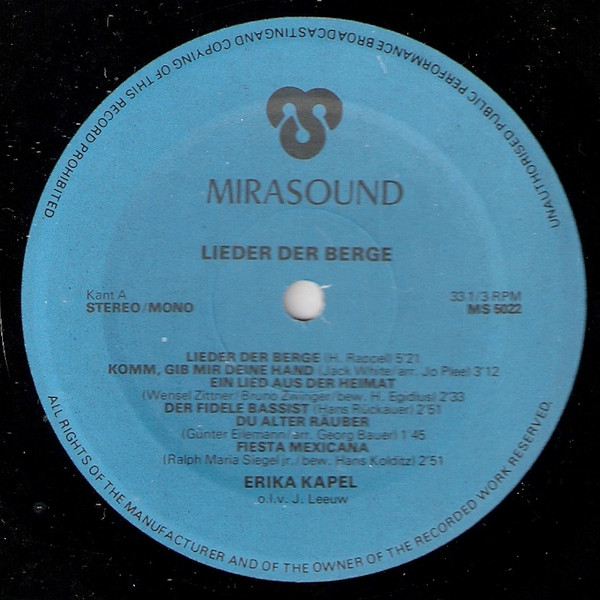 UNAUTHORISED PUBLIC PERFORMANCE BROADCASTING AND COPYING OF THIS RECORD PROHIBITED.
MIRASOUND
LIEDER DER BERGE
Kant A
STEREO/MONO
33 1/3 RPM
MS 5022
LIEDER DER BERGE (H. Rappel) 5'21
KOMM, GIB MIR DEINE HAND (Jack White/arr. Jo Plee) 3'12
EIN LIED AUS DER HEIMAT
(Wensel Zittner/Bruno Zwinger/bew. H. Egidius) 2'33
DER FIDELE BASSIST (Hans Rückauer) 2'51
DU ALTER RÄUBER
(Günter Eilemann/arr. Georg Bauer) 1'45
FIESTA MEXICANA
(Ralph Maria Siegel jr./bew. Hans Kolditz) 2'51
ERIKA KAPEL
o.l.v. J. Leeuw
ALL RIGHTS OF THE MANUFACTURER AND OF THE OWNER OF THE RECORDED WORK RESERVED.